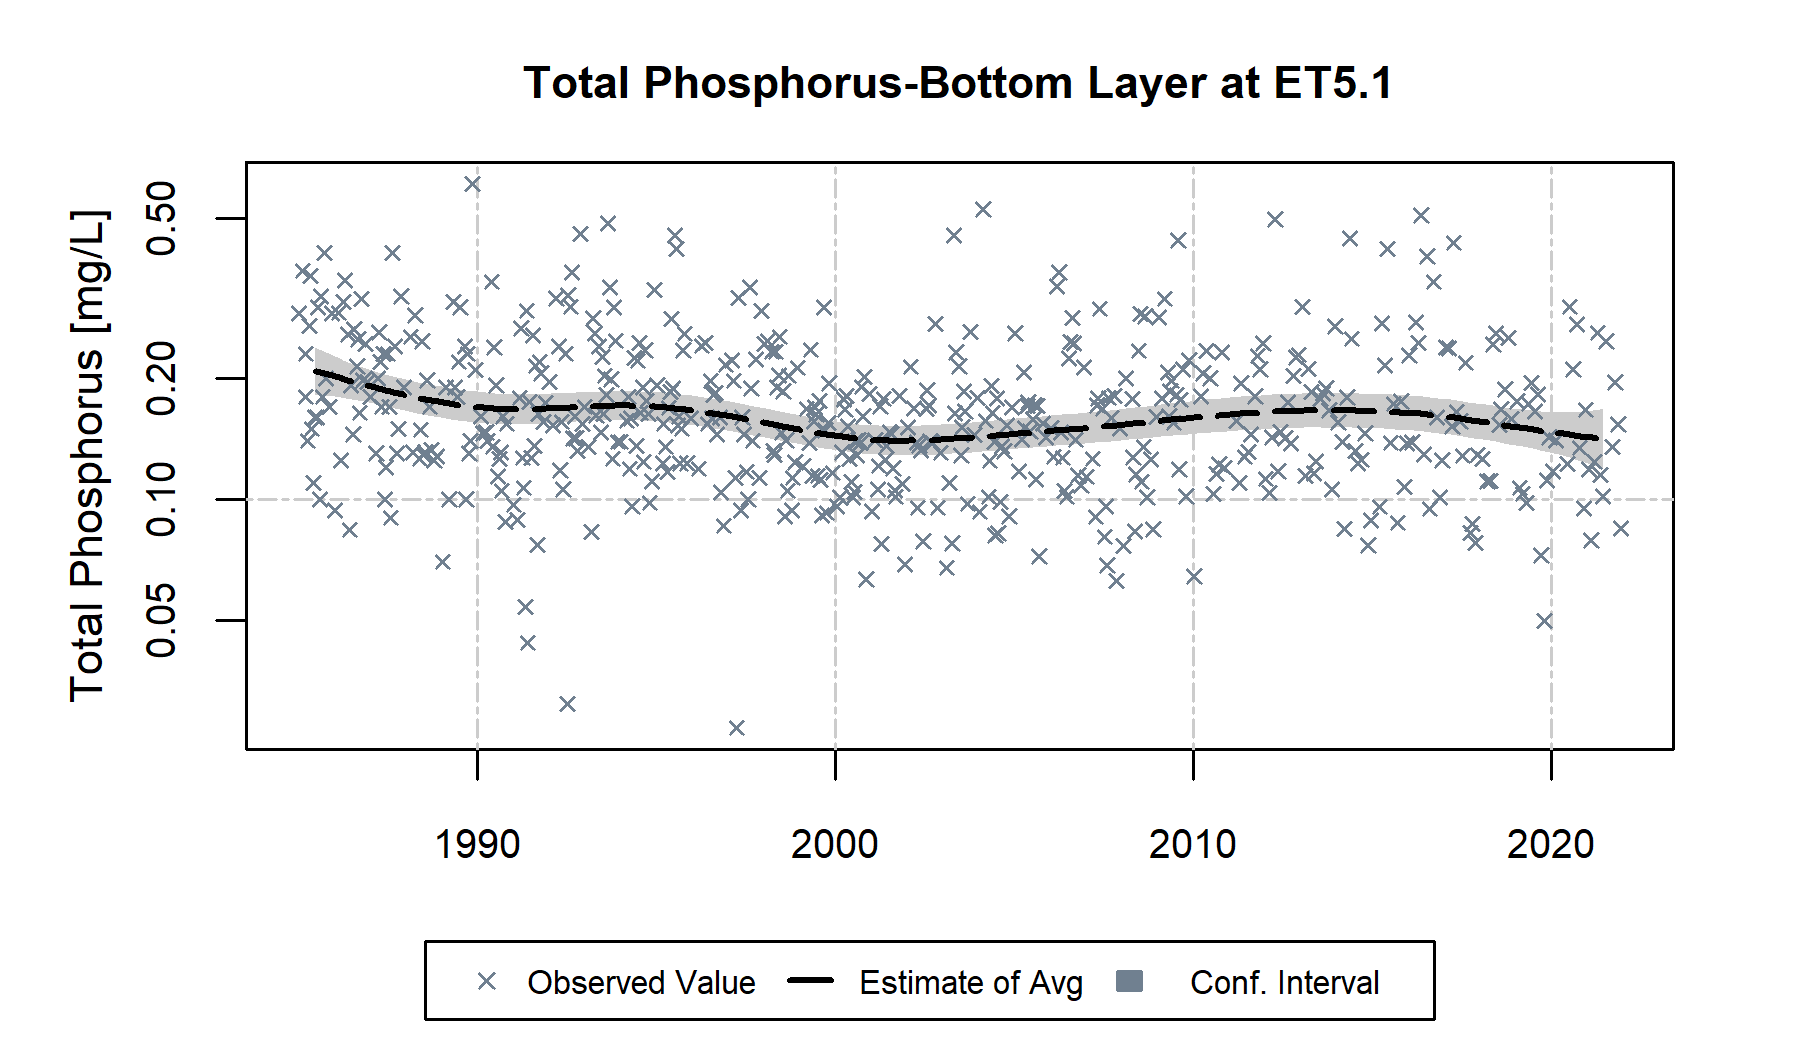 Total Phosphorus-Bottom Layer at ET5.1
Total Phosphorus [mg/L]
0.50
0.20
0.10
0.05
1990 2000 2010 2020
Observed Value Estimate of Avg Conf. Interval